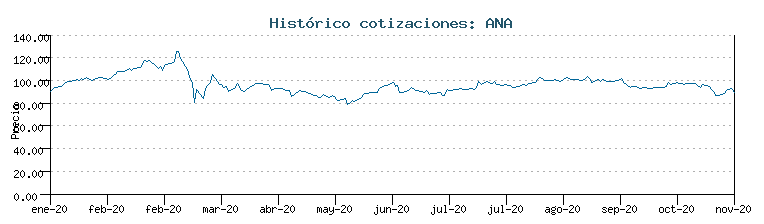 Histórico cotizaciones: ANA
140.00
120.00
100.00
80.00
60.00
40.00
20.00
0.00
Precio
ene-20 feb-20 feb-20 mar-20 abr-20 may-20 jun-20 jul-20 jul-20 ago-20 sep-20 oct-20 nov-20